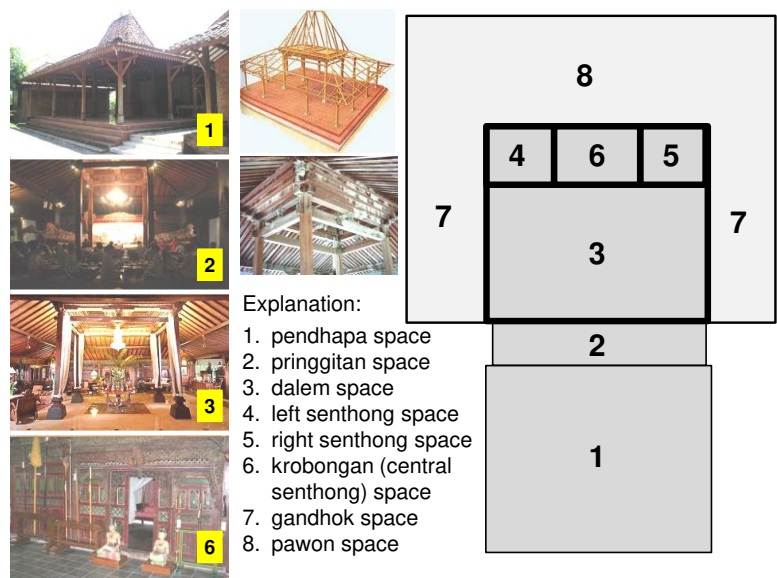 1
2
3
6
Explanation:
1. pendhapa space
2. pringgitan space
3. dalem space
4. left senthong space
5. right senthong space
6. krobongan (central
senthong) space
7. gandhok space
8. pawon space
8
4 6 5
7 7
3
2
1